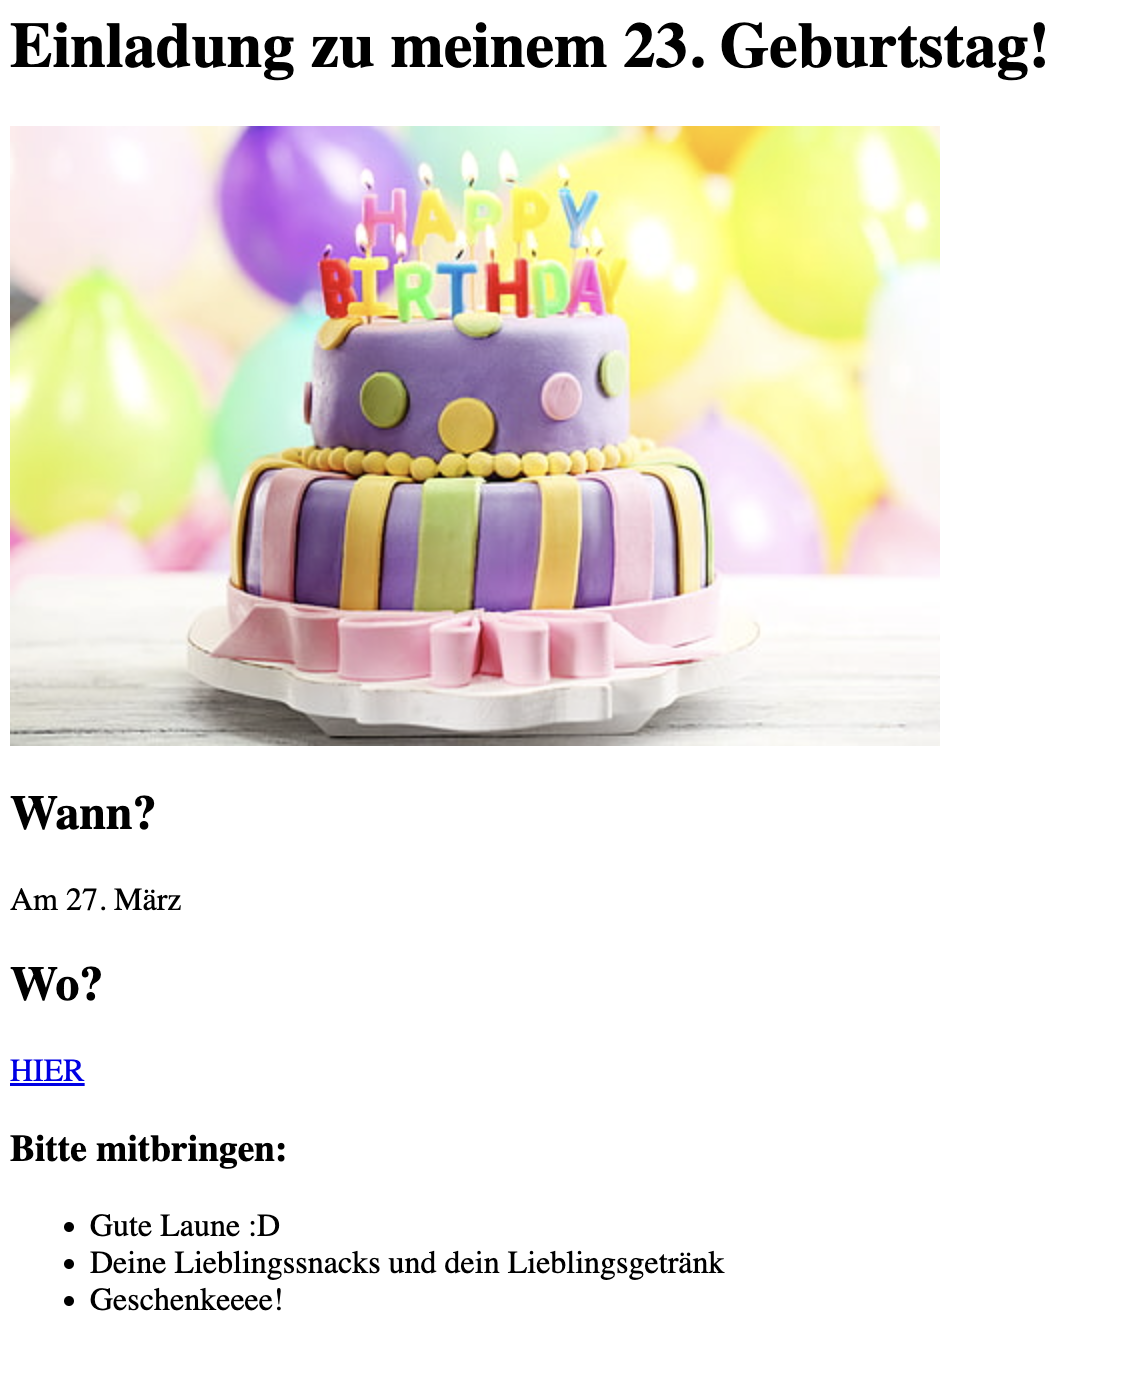 Einladung zu meinem 23. Geburtstag!
HAPPY
BIRTHDAY
Wann?
Am 27. März
Wo?
HIER
Bitte mitbringen:
Gute Laune :D
Deine Lieblingssnacks und dein Lieblingsgetränk
Geschenkeeee!